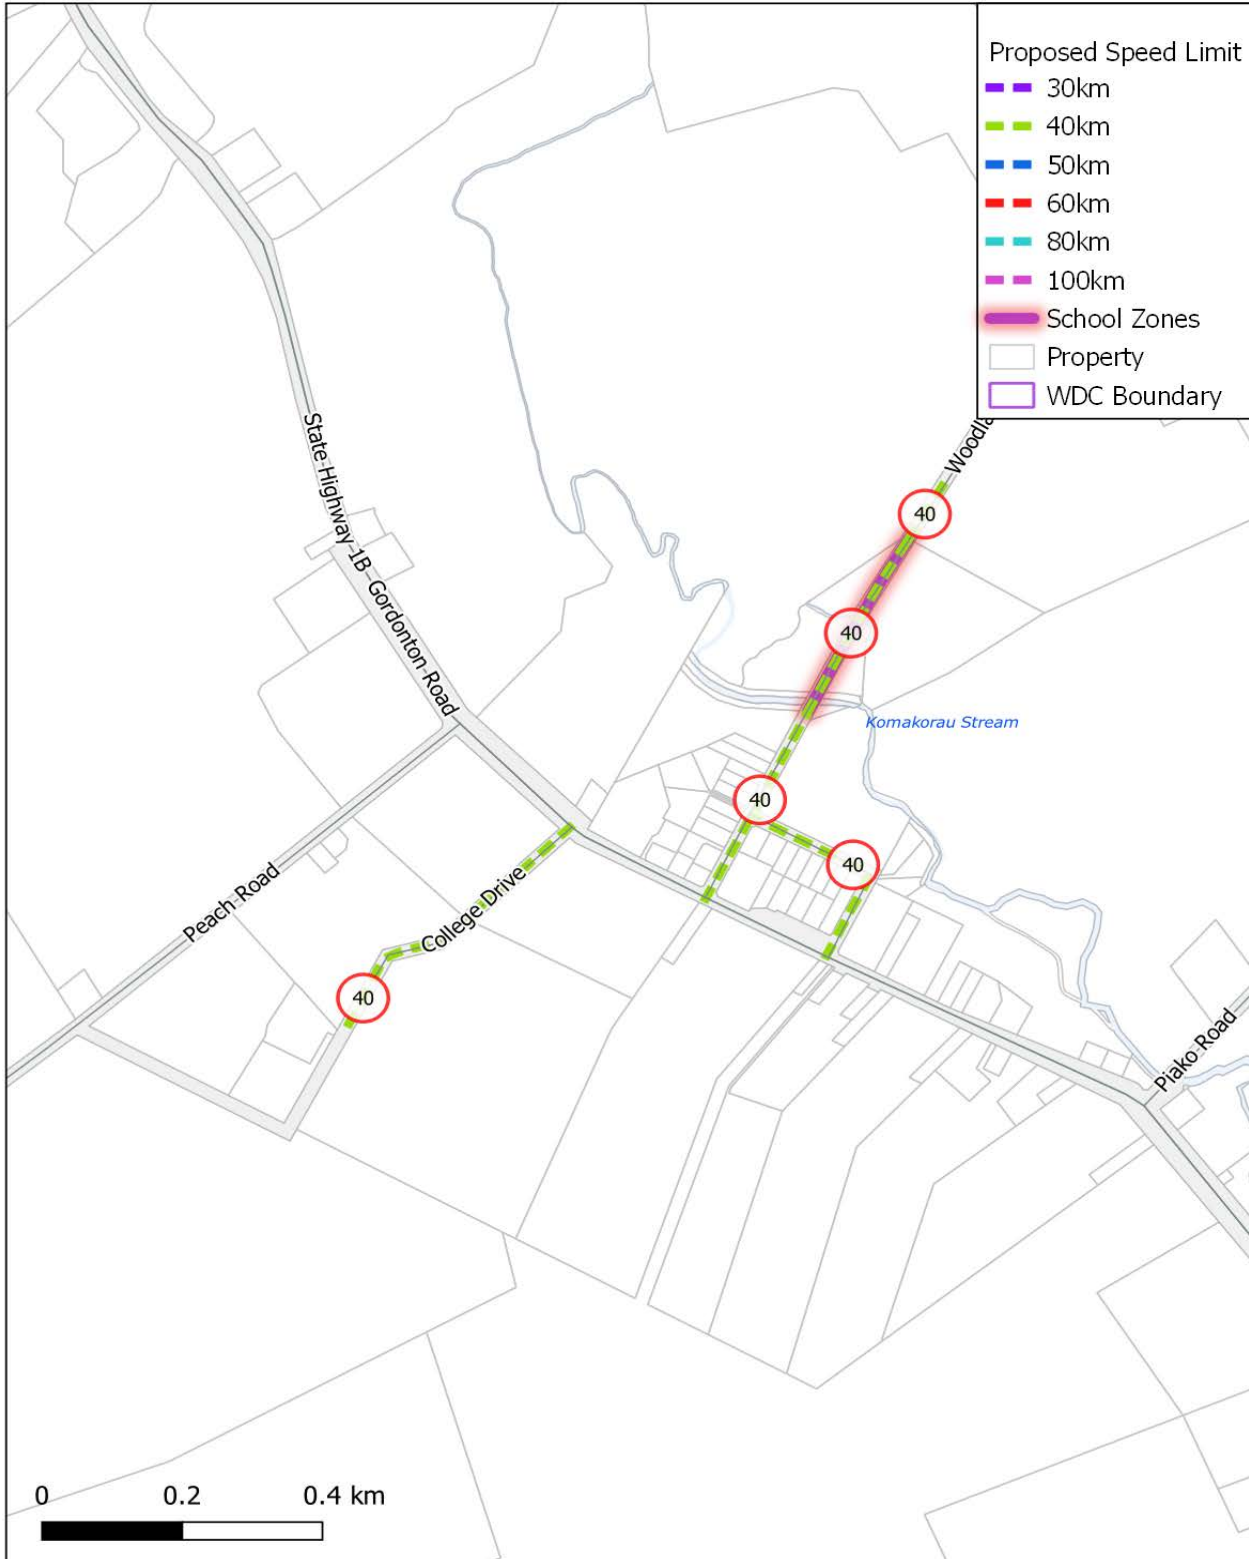 Proposed Speed Limit
30km
40km
50km
60km
80km
100km
School Zones
Property
WDC Boundary
State Highway 1B Gordonton Road
40
40
Komakorau Stream
40
40
Peach Road
College Drive
40
Piako Road
0 0.2 0.4 km